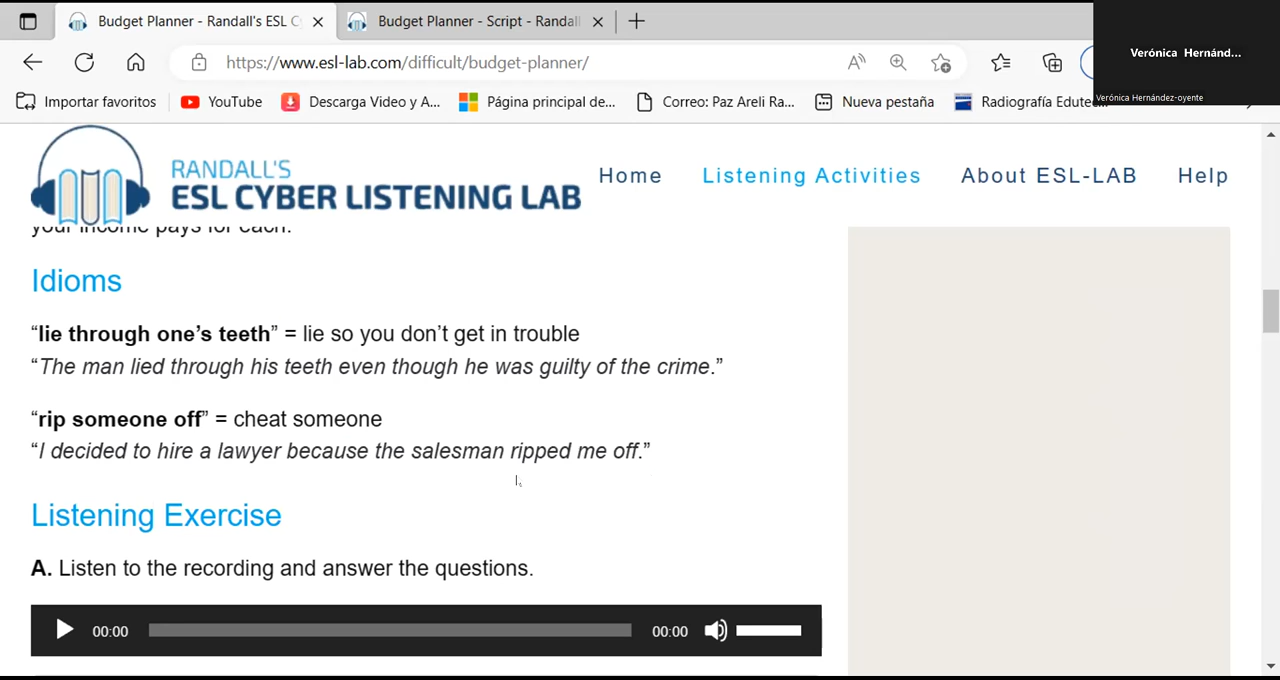 Budget Planner - Randall's ESL C
Budget Planner - Script - Randall
https://www.esl-lab.com/difficult/budget-planner/
Verónica Hernánd...
Verónica Hernández-oyente
Importar favoritos
YouTube
Descarga Video y A...
Página principal de...
Correo: Paz Areli Ra...
Nueva pestaña
Radiografía Edutec...
RANDALL'S
ESL CYBER LISTENING LAB
Home
Listening Activities
About ESL-LAB
Help
your income pays for each.
Idioms
“lie through one’s teeth” = lie so you don’t get in trouble
“The man lied through his teeth even though he was guilty of the crime.”
“rip someone off” = cheat someone
“I decided to hire a lawyer because the salesman ripped me off.”
Listening Exercise
A. Listen to the recording and answer the questions.
00:00
00:00